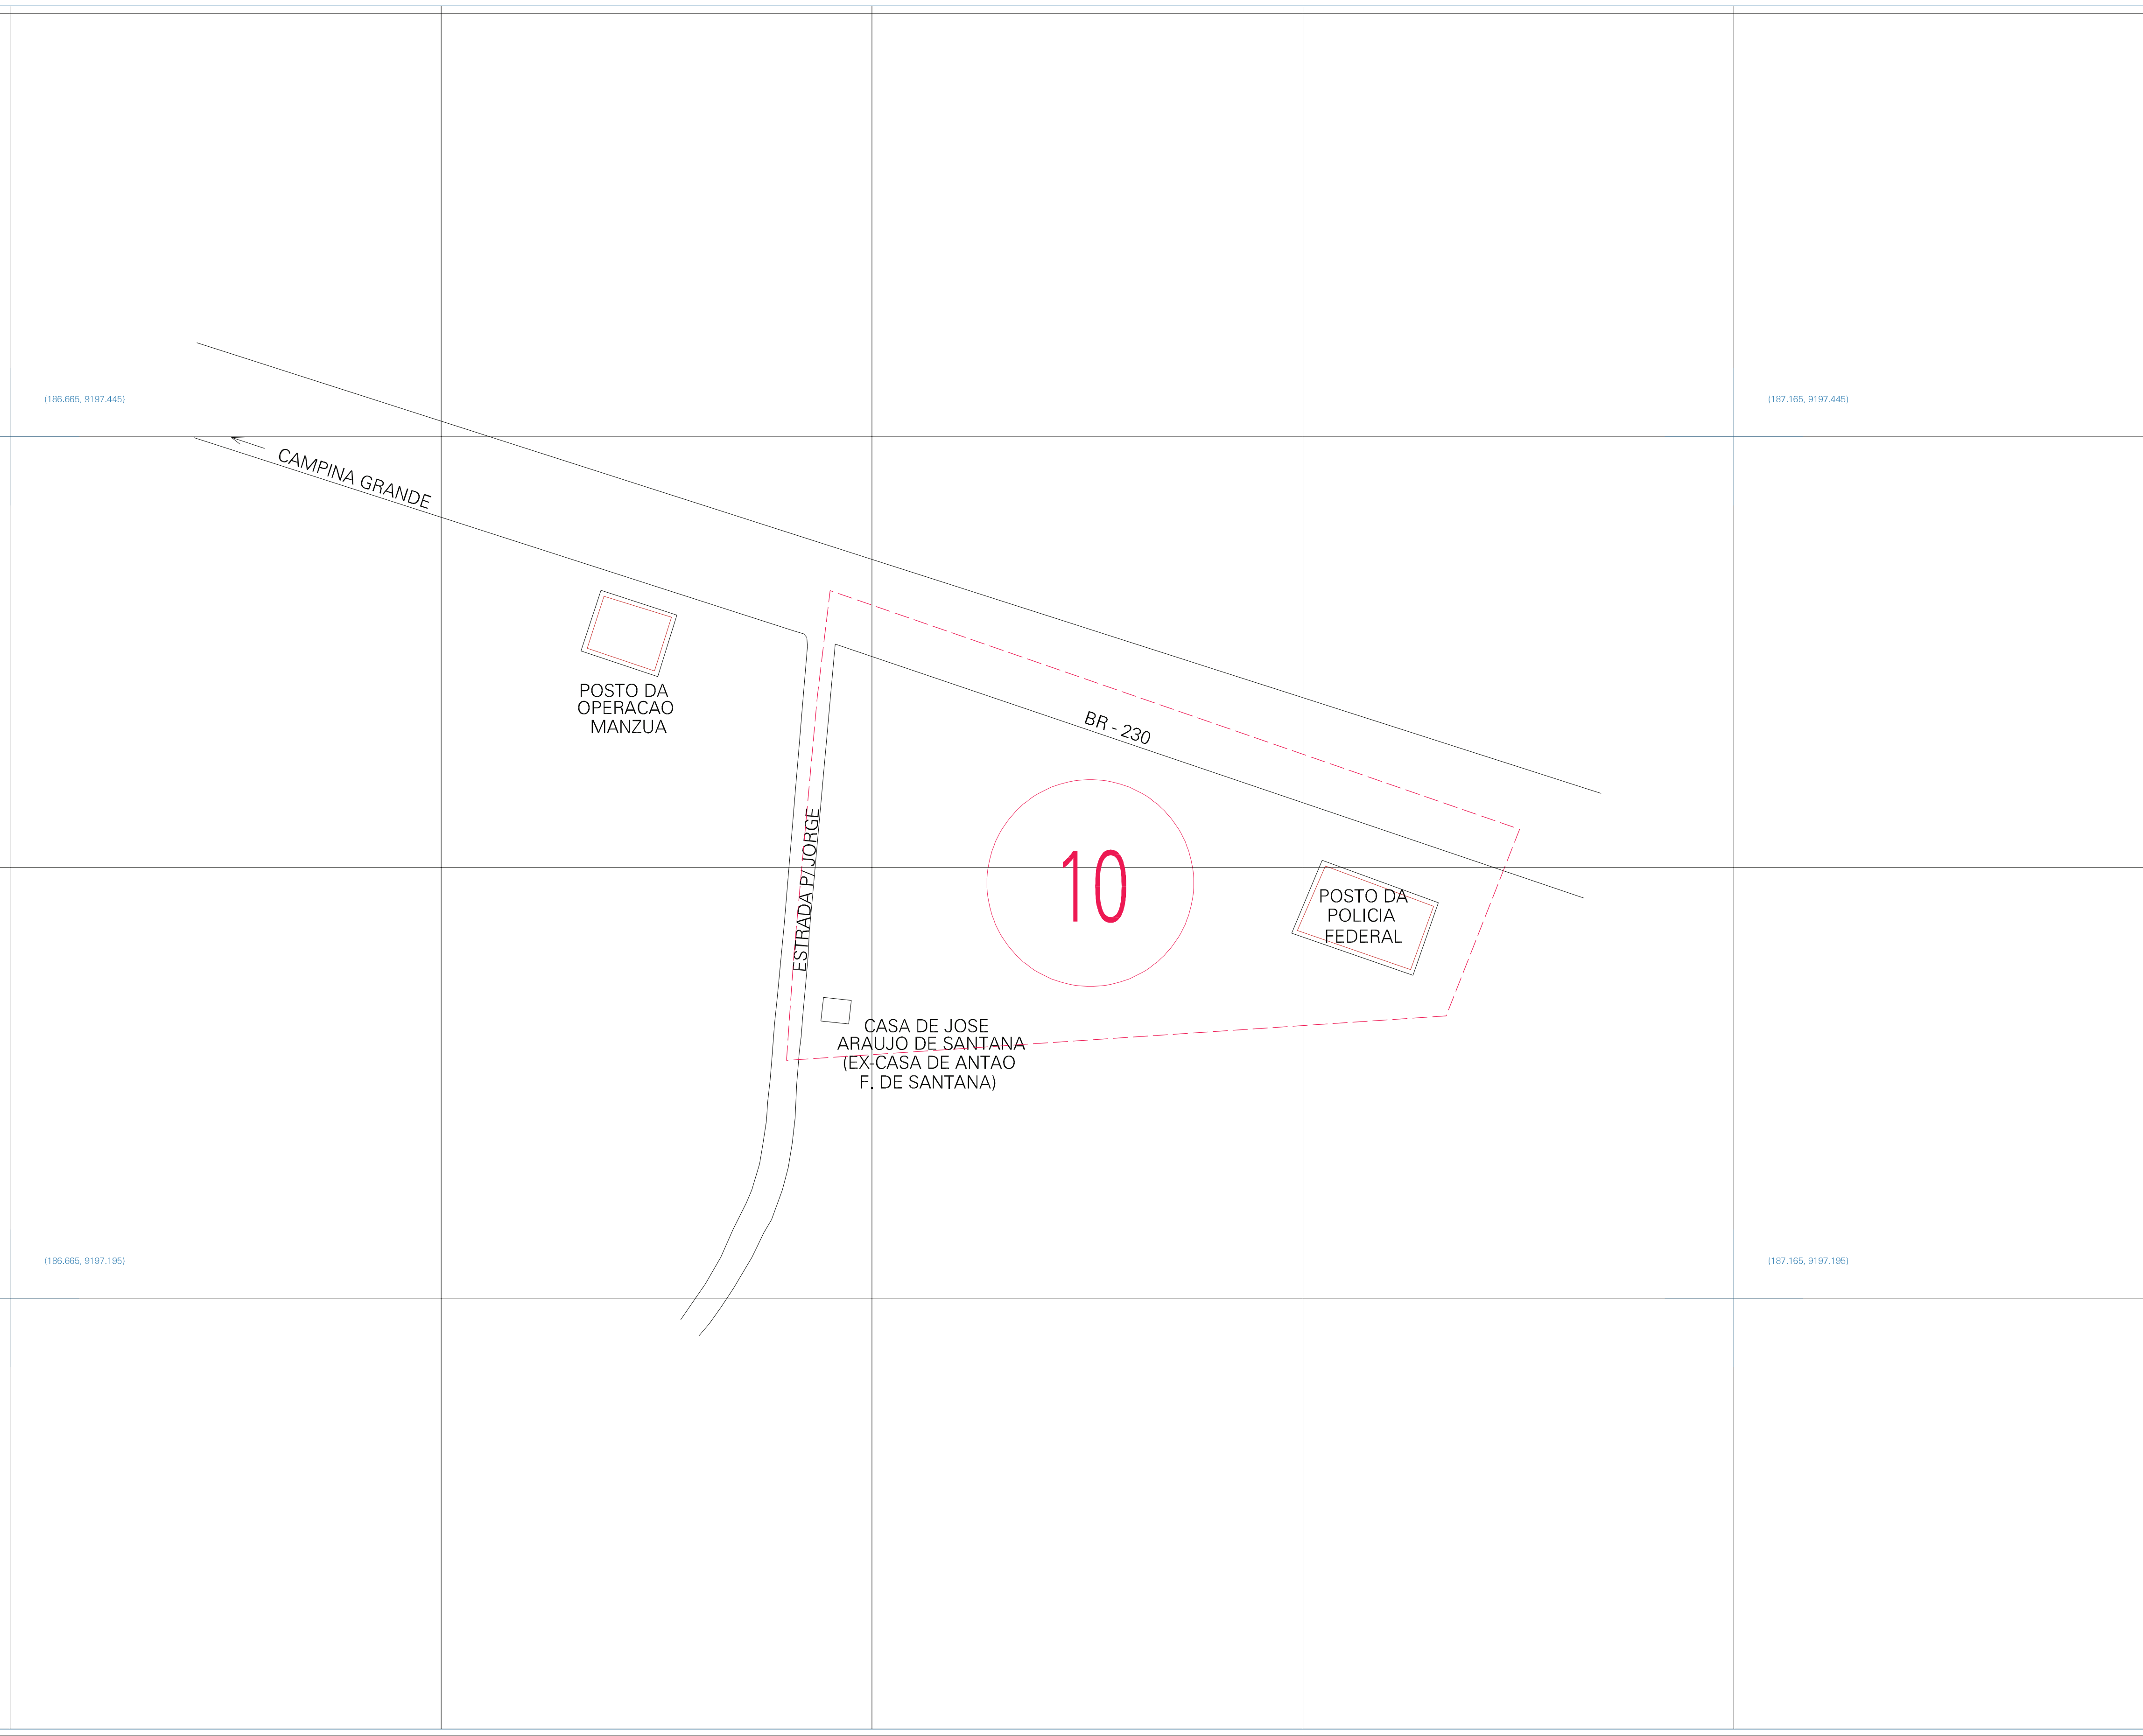 (186.665, 9197.445)
(187.165, 9197.445)
CAMPINA GRANDE
POSTO DA
OPERACAO
MANZUA
BR - 230
ESTRADA P/ JORGE
10
POSTO DA
POLICIA
FEDERAL
CASA DE JOSE
ARAUJO DE SANTANA
(EX-CASA DE ANTAO
F. DE SANTANA)
(186.665, 9197.195)
(187.165, 9197.195)